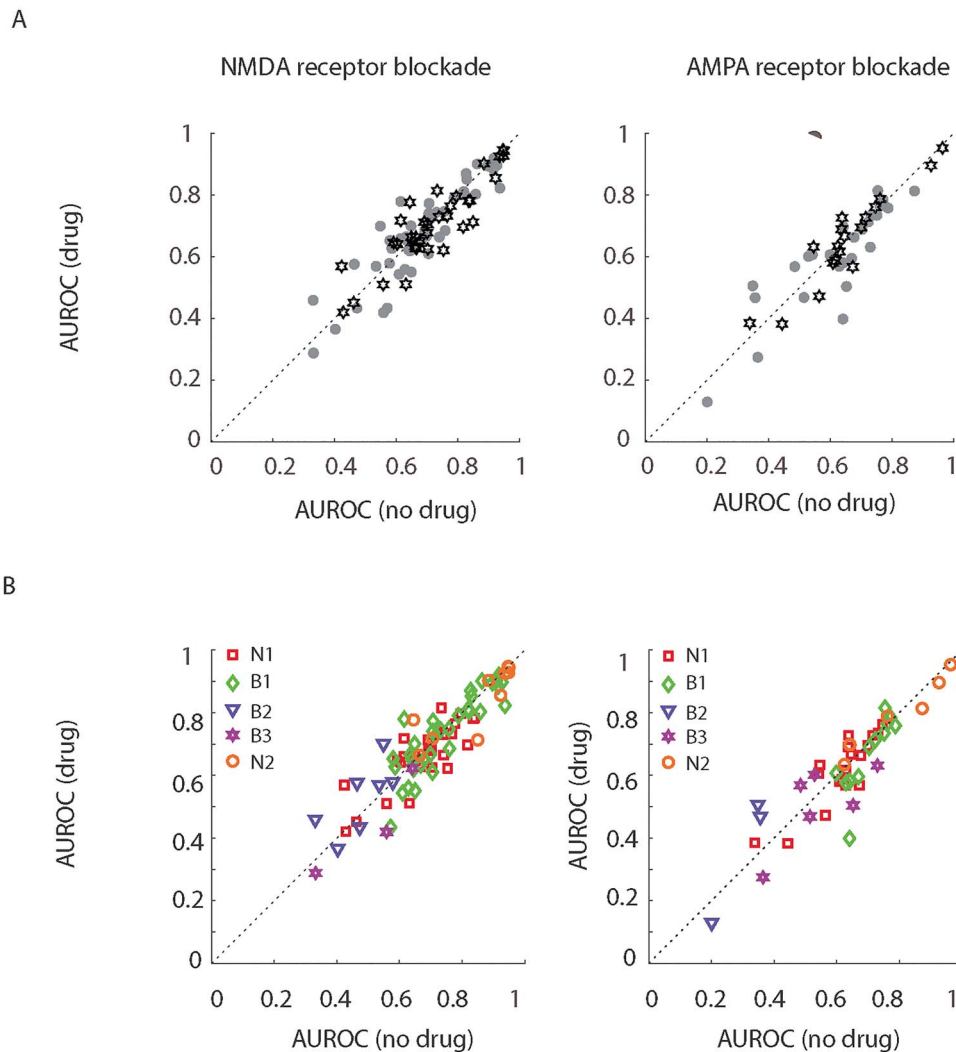 A
NMDA receptor blockade
AMPA receptor blockade
1
0.8
0.6
0.4
0.2
0
AUROC (drug)
0 0.2 0.4 0.6 0.8 1
AUROC (no drug)
1
0.8
0.6
0.4
0.2
0
0 0.2 0.4 0.6 0.8 1
AUROC (no drug)
B
N1
B1
B2
B3
N2
1
0.8
0.6
0.4
0.2
0
AUROC (drug)
0 0.2 0.4 0.6 0.8 1
AUROC (no drug)
N1
B1
B2
B3
N2
1
0.8
0.6
0.4
0.2
0
AUROC (drug)
0 0.2 0.4 0.6 0.8 1
AUROC (no drug)